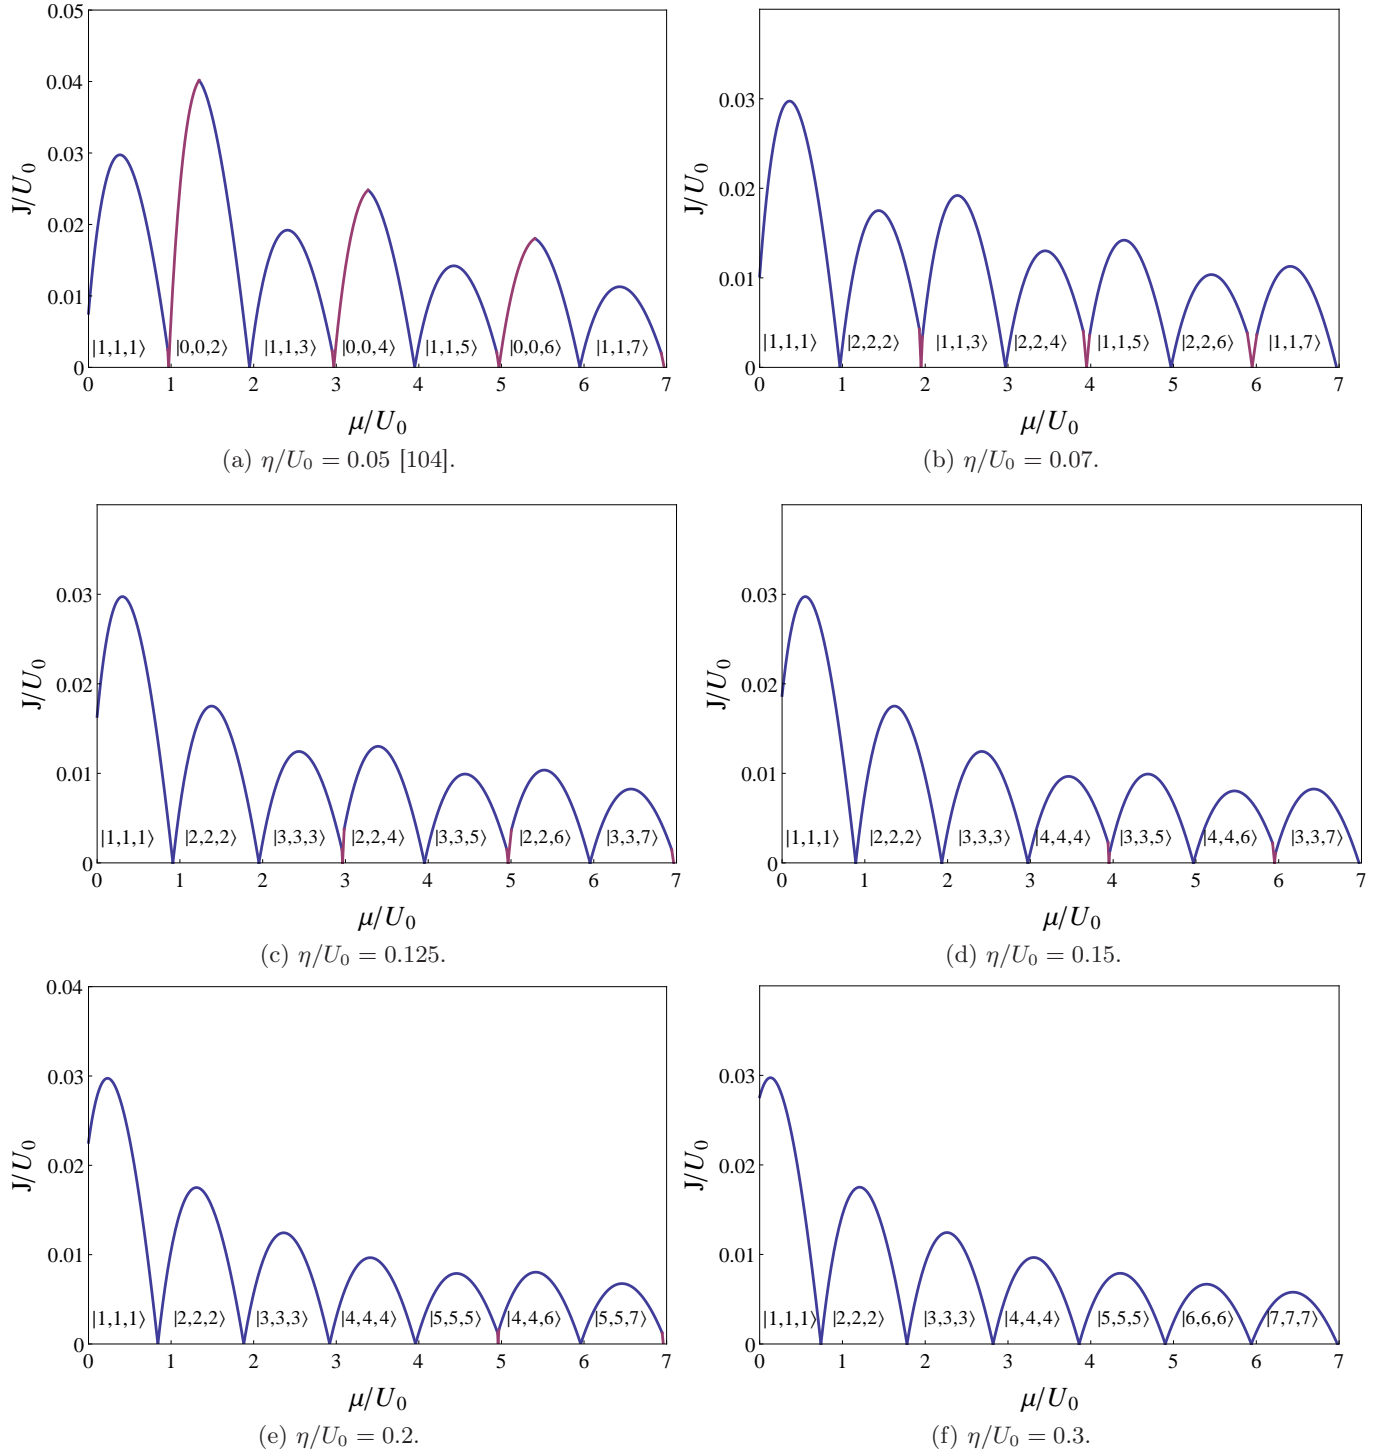 0.05
0.04
0.03
0.02
0.01
0
J/U0
|1,1,1⟩ |0,0,2⟩ |1,1,3⟩ |0,0,4⟩ |1,1,5⟩ |0,0,6⟩ |1,1,7⟩
0 1 2 3 4 5 6 7
μ/U0
(a) η/U0 = 0.05 [104].
0.03
0.02
0.01
0
J/U0
|1,1,1⟩ |2,2,2⟩ |1,1,3⟩ |2,2,4⟩ |1,1,5⟩ |2,2,6⟩ |1,1,7⟩
0 1 2 3 4 5 6 7
μ/U0
(b) η/U0 = 0.07.
0.03
0.02
0.01
0
J/U0
|1,1,1⟩ |2,2,2⟩ |3,3,3⟩ |2,2,4⟩ |3,3,5⟩ |2,2,6⟩ |3,3,7⟩
0 1 2 3 4 5 6 7
μ/U0
(c) η/U0 = 0.125.
0.03
0.02
0.01
0
J/U0
|1,1,1⟩ |2,2,2⟩ |3,3,3⟩ |4,4,4⟩ |3,3,5⟩ |4,4,6⟩ |3,3,7⟩
0 1 2 3 4 5 6 7
μ/U0
(d) η/U0 = 0.15.
0.04
0.03
0.02
0.01
0
J/U0
|1,1,1⟩ |2,2,2⟩ |3,3,3⟩ |4,4,4⟩ |5,5,5⟩ |4,4,6⟩ |5,5,7⟩
0 1 2 3 4 5 6 7
μ/U0
(e) η/U0 = 0.2.
0.03
0.02
0.01
0
J/U0
|1,1,1⟩ |2,2,2⟩ |3,3,3⟩ |4,4,4⟩ |5,5,5⟩ |6,6,6⟩ |7,7,7⟩
0 1 2 3 4 5 6 7
μ/U0
(f) η/U0 = 0.3.